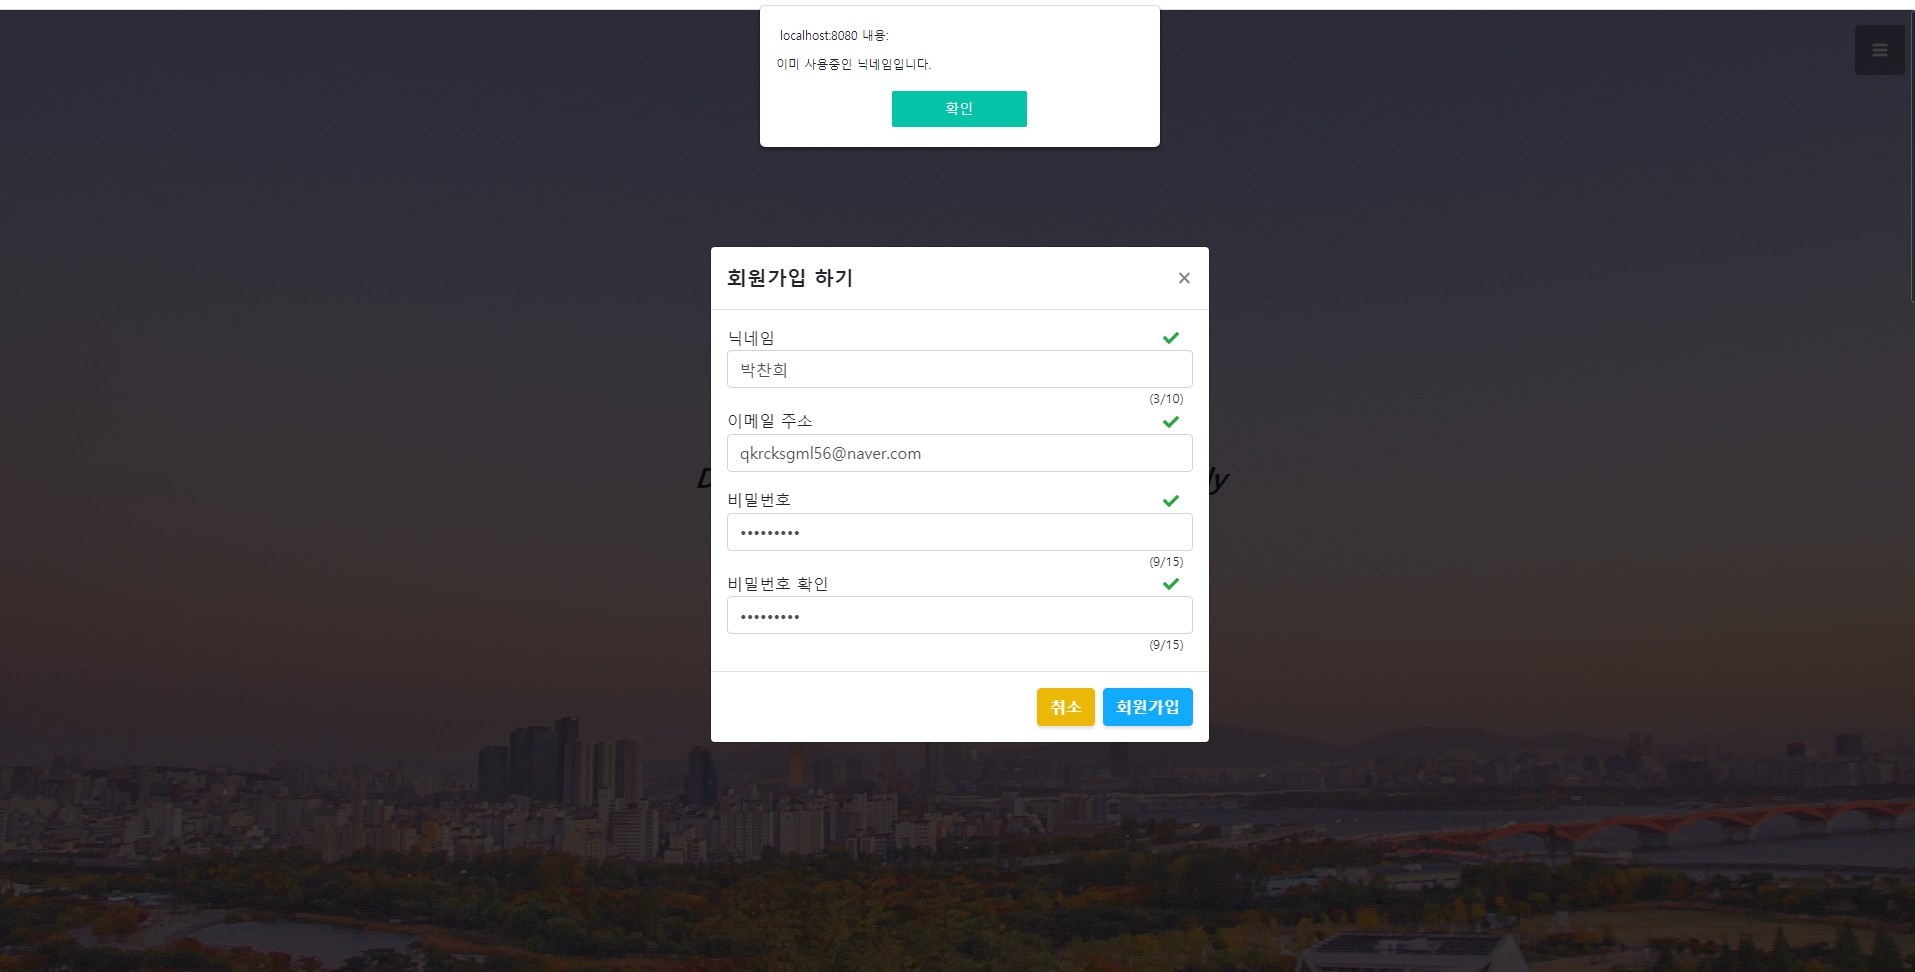 localhost:8080 내용:
이미 사용중인 닉네임입니다.
확인
회원가입 하기
×
닉네임
박찬희
(3/10)
이메일 주소
qkrcksgml56@naver.com
비밀번호
•••••••••
(9/15)
비밀번호 확인
•••••••••
(9/15)
취소 회원가입